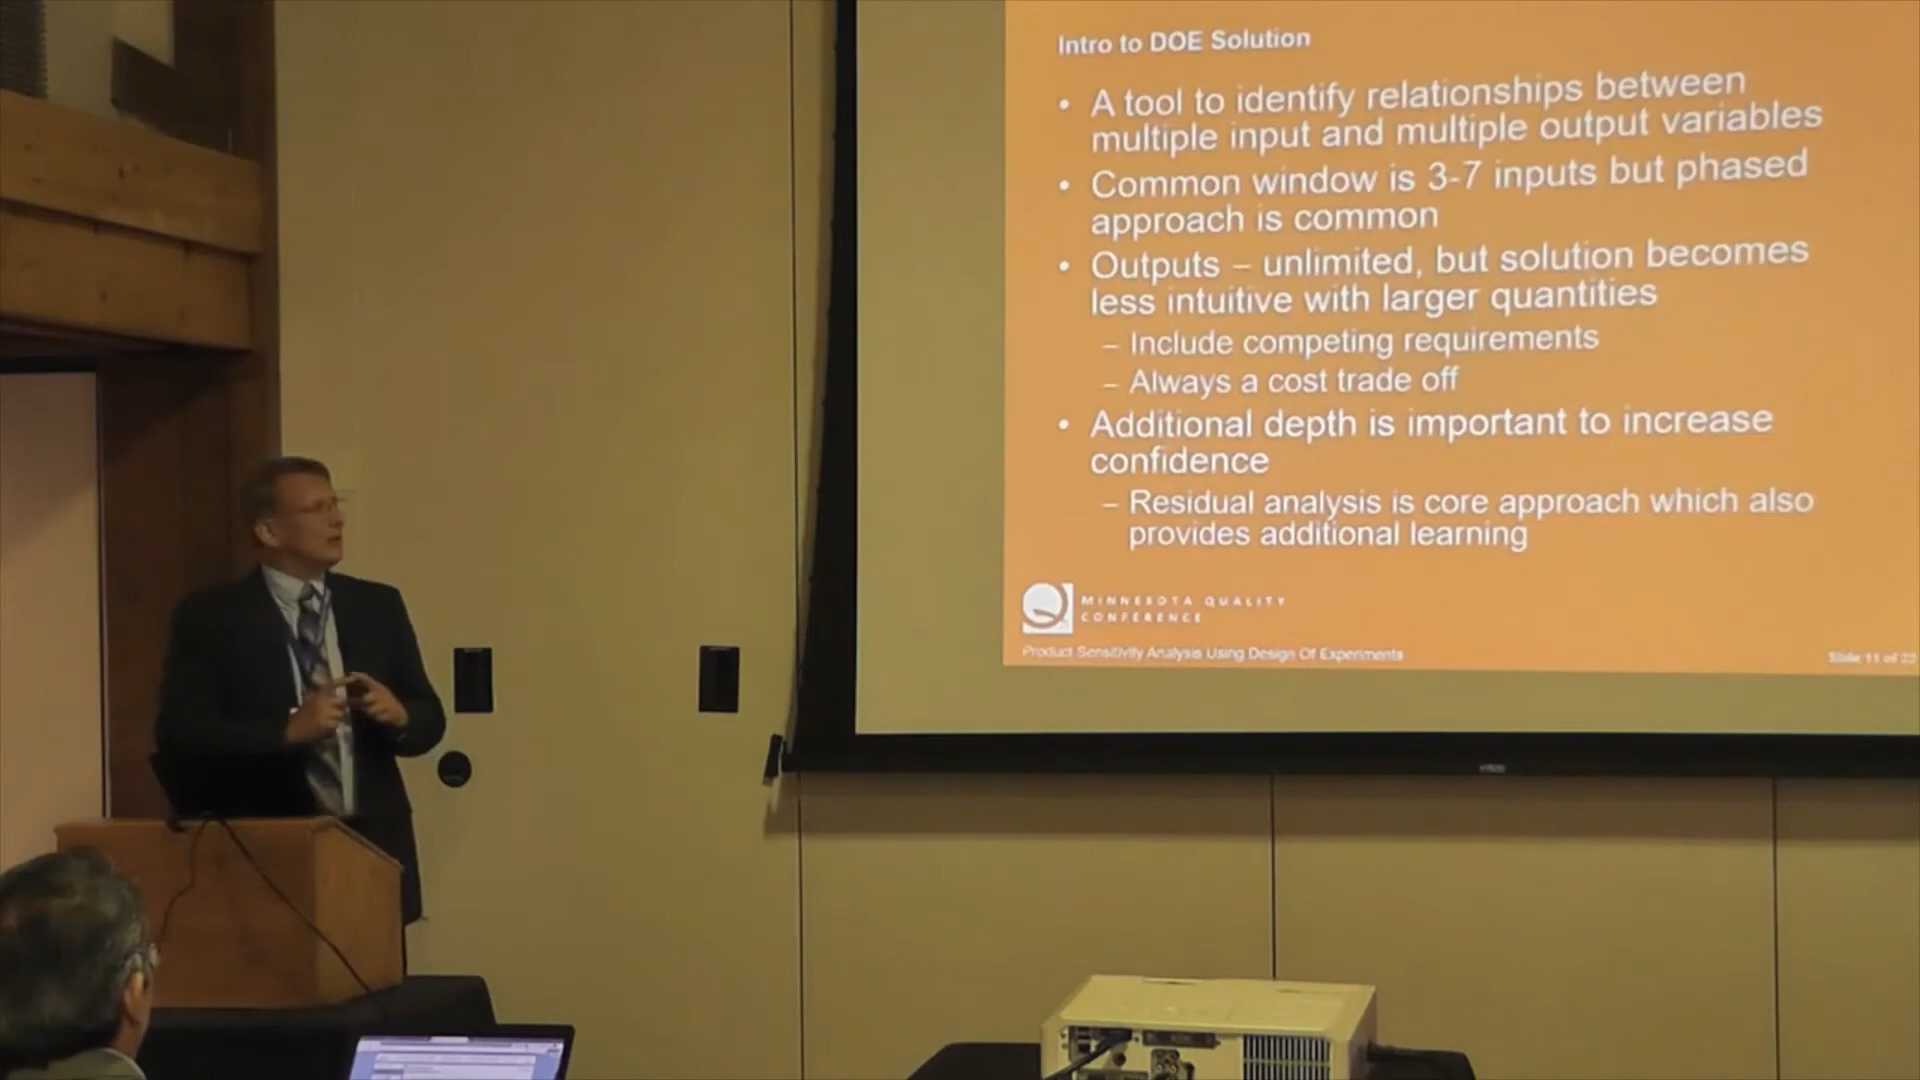 Intro to DOE Solution
• A tool to identify relationships between
multiple input and multiple output variables
• Common window is 3-7 inputs but phased
approach is common
• Outputs – unlimited, but solution becomes
less intuitive with larger quantities
– Include competing requirements
– Always a cost trade off
• Additional depth is important to increase
confidence
– Residual analysis is core approach which also
provides additional learning
MINNESOTA QUALITY
CONFERENCE
Product Sensitivity Analysis Using Design Of Experiments
Slide 11 of 22